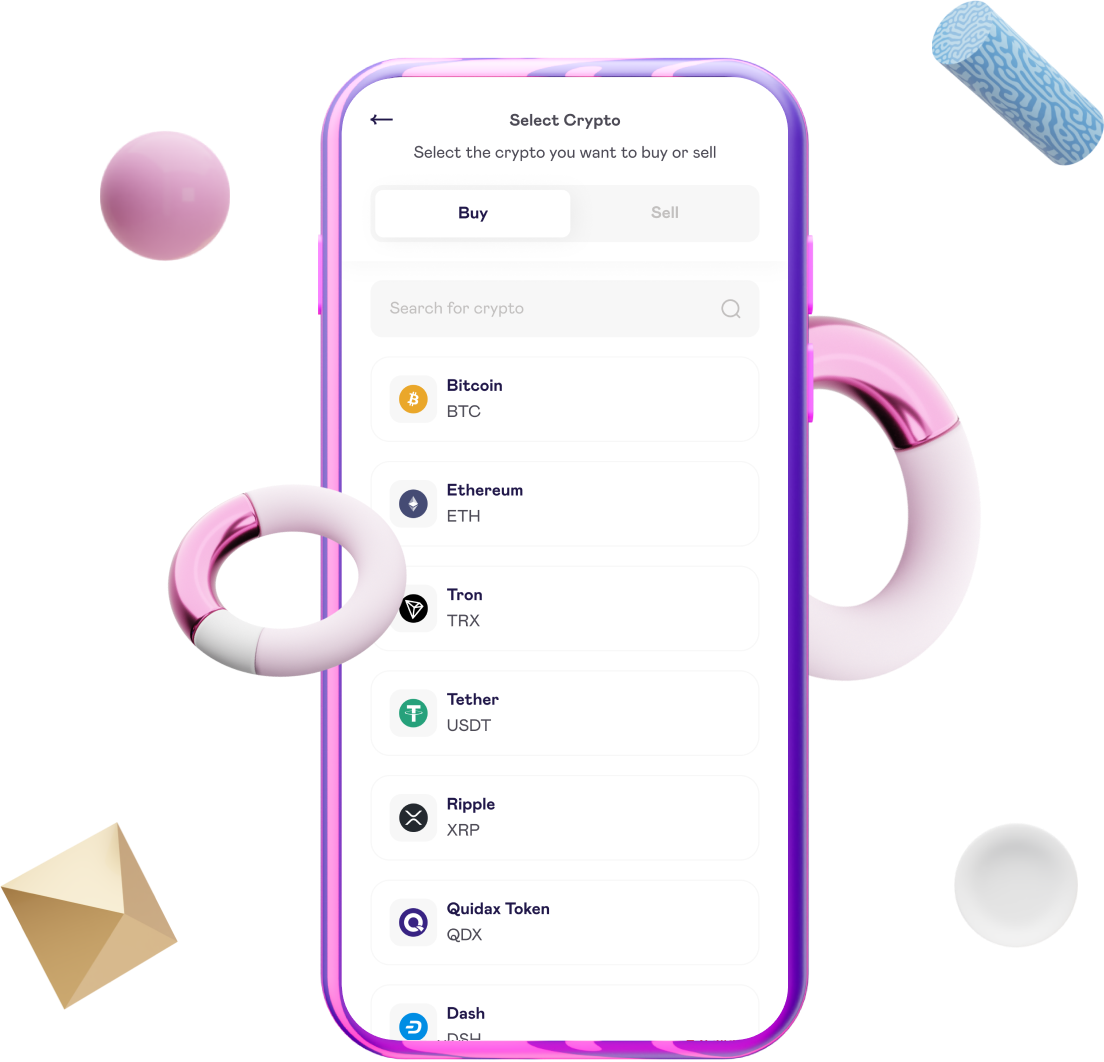 Select Crypto
Select the crypto you want to buy or sell
Buy
Sell
Search for crypto
Bitcoin
BTC
Ethereum
ETH
Tron
TRX
Tether
USDT
Ripple
XRP
Quidax Token
QDX
Dash
DSH